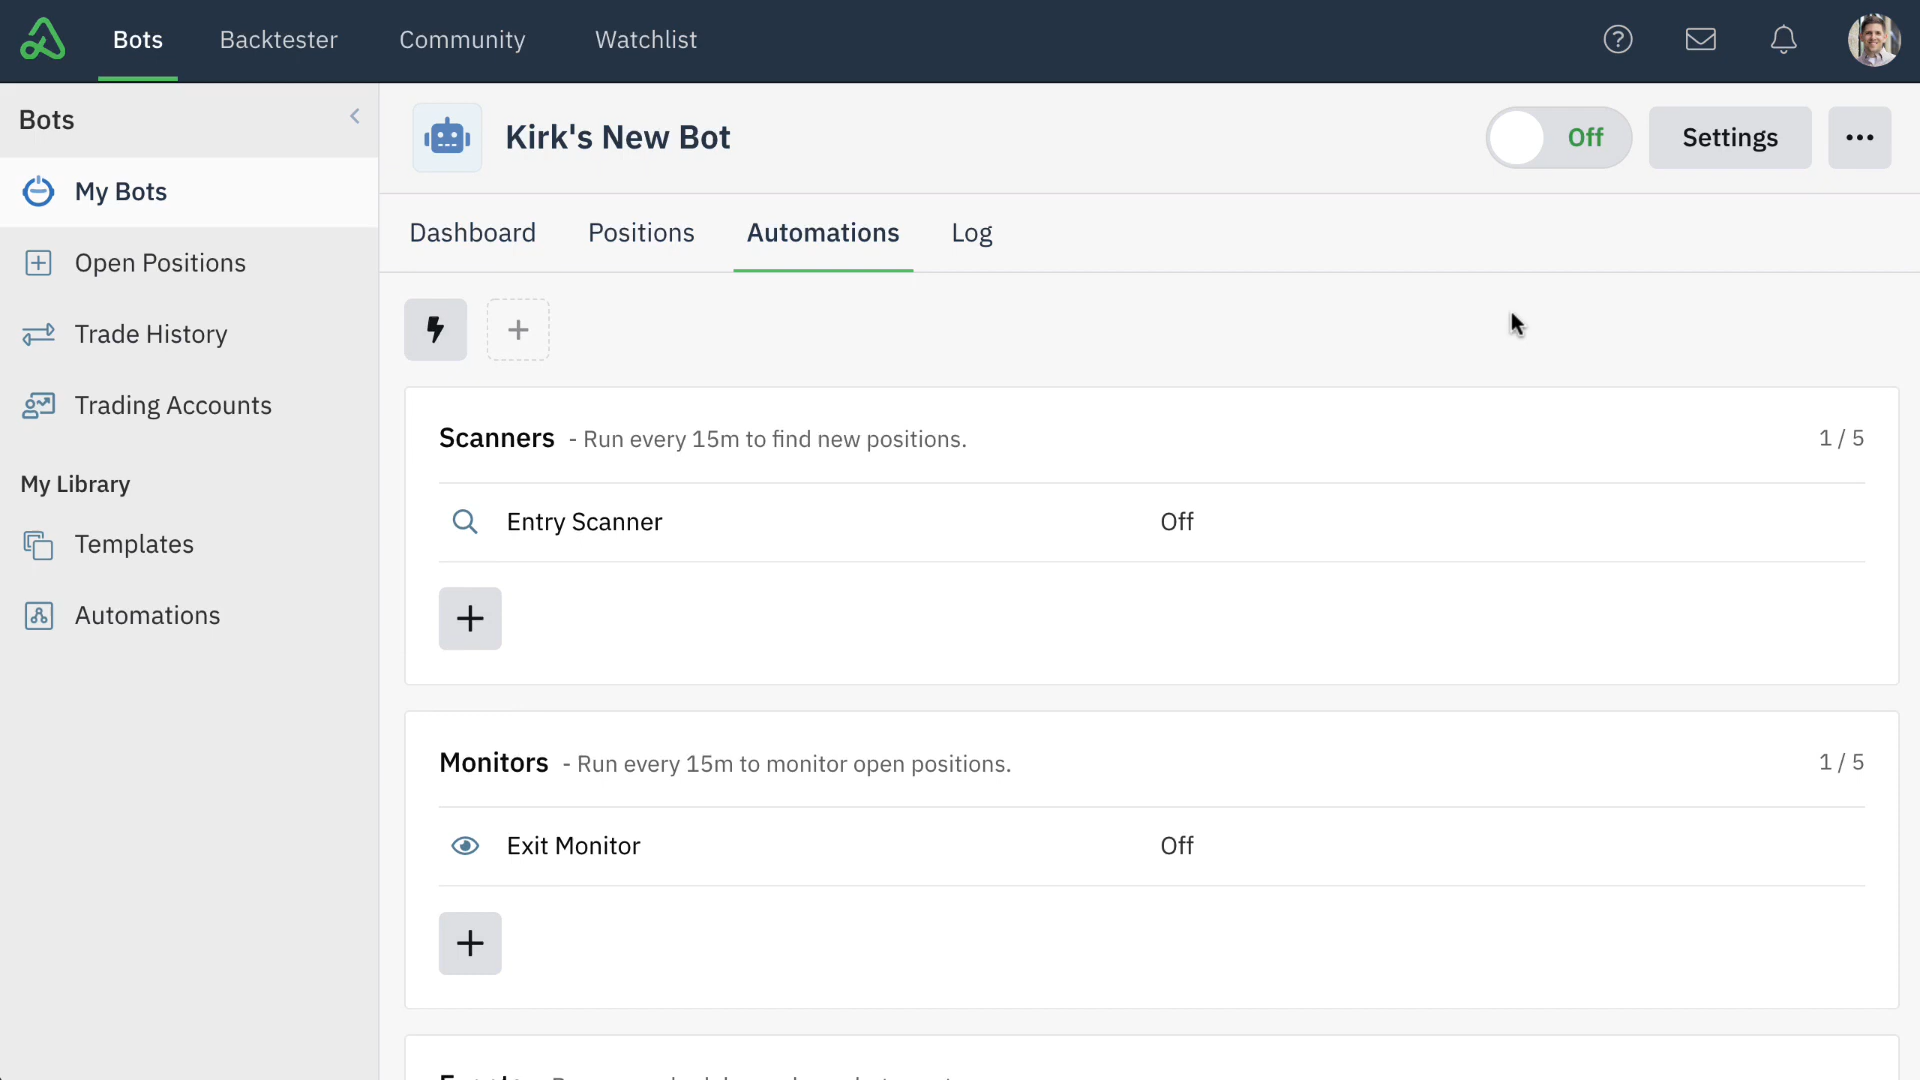 Bots
Backtester
Community
Watchlist
Bots
My Bots
Open Positions
Trade History
Trading Accounts
My Library
Templates
Automations
Kirk's New Bot
Off
Settings
Dashboard
Positions
Automations
Log
Scanners - Run every 15m to find new positions.
1 / 5
Entry Scanner
Off
Monitors - Run every 15m to monitor open positions.
1 / 5
Exit Monitor
Off